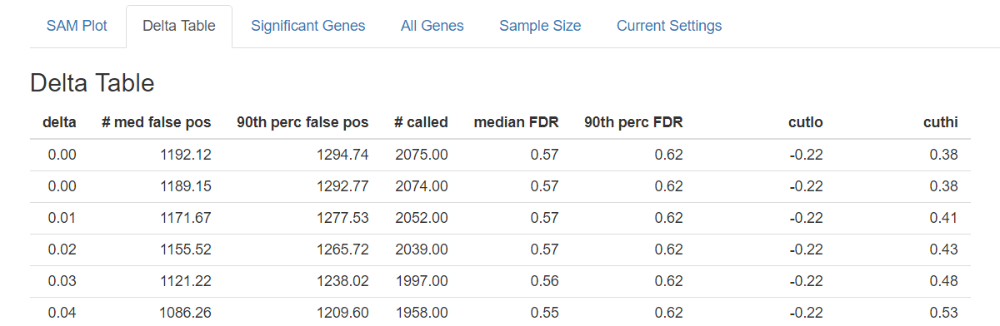 SAM Plot Delta Table Significant Genes All Genes Sample Size Current Settings
Delta Table
delta # med false pos 90th perc false pos # called median FDR 90th perc FDR cutlo cuthi
0.00 1192.12 1294.74 2075.00 0.57 0.62 -0.22 0.38
0.00 1189.15 1292.77 2074.00 0.57 0.62 -0.22 0.38
0.01 1171.67 1277.53 2052.00 0.57 0.62 -0.22 0.41
0.02 1155.52 1265.72 2039.00 0.57 0.62 -0.22 0.43
0.03 1121.22 1238.02 1997.00 0.56 0.62 -0.22 0.48
0.04 1086.26 1209.60 1958.00 0.55 0.62 -0.22 0.53